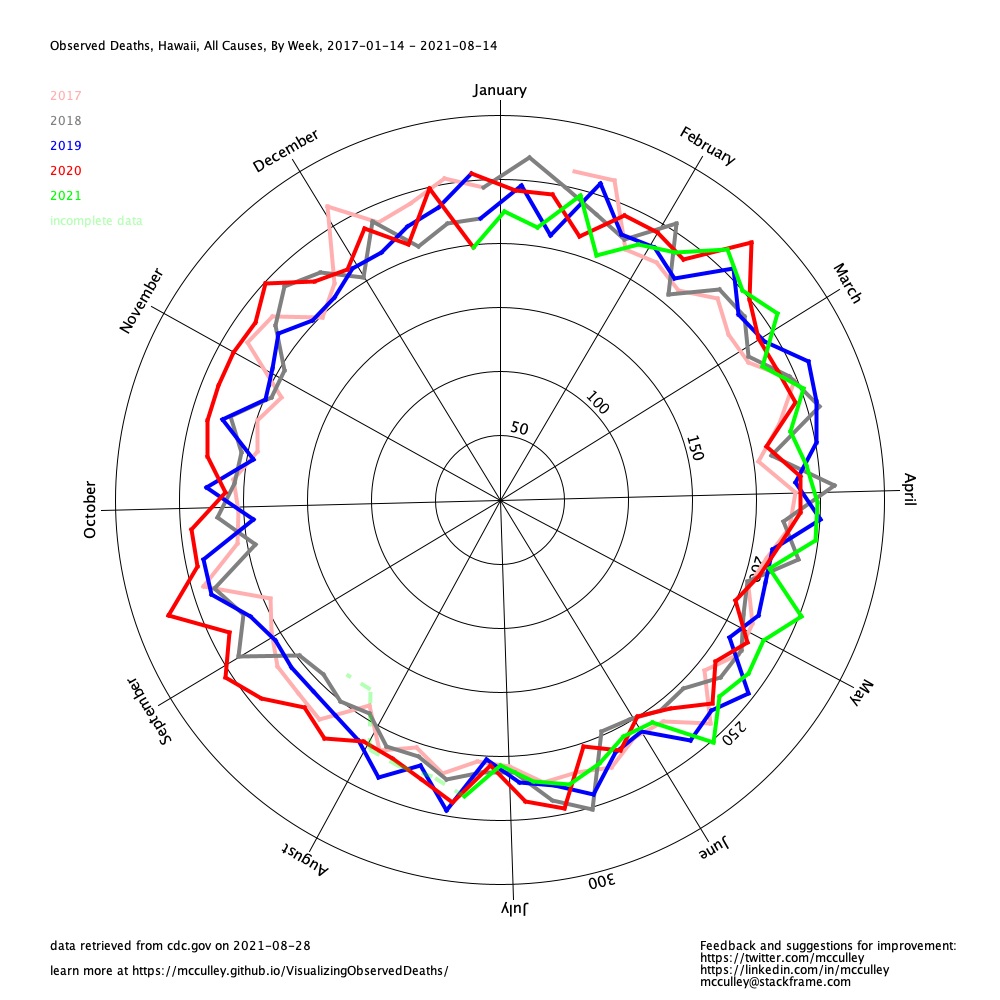 Observed Deaths, Hawaii, All Causes, By Week, 2017-01-14 - 2021-08-14
2017
2018
2019
2020
2021
incomplete data
January
February
March
April
May
June
July
August
September
October
November
December
50
100
150
200
250
300
data retrieved from cdc.gov on 2021-08-28
learn more at https://mcculley.github.io/VisualizingObservedDeaths/
Feedback and suggestions for improvement:
https://twitter.com/mcculley
https://linkedin.com/in/mcculley
mcculley@stackframe.com